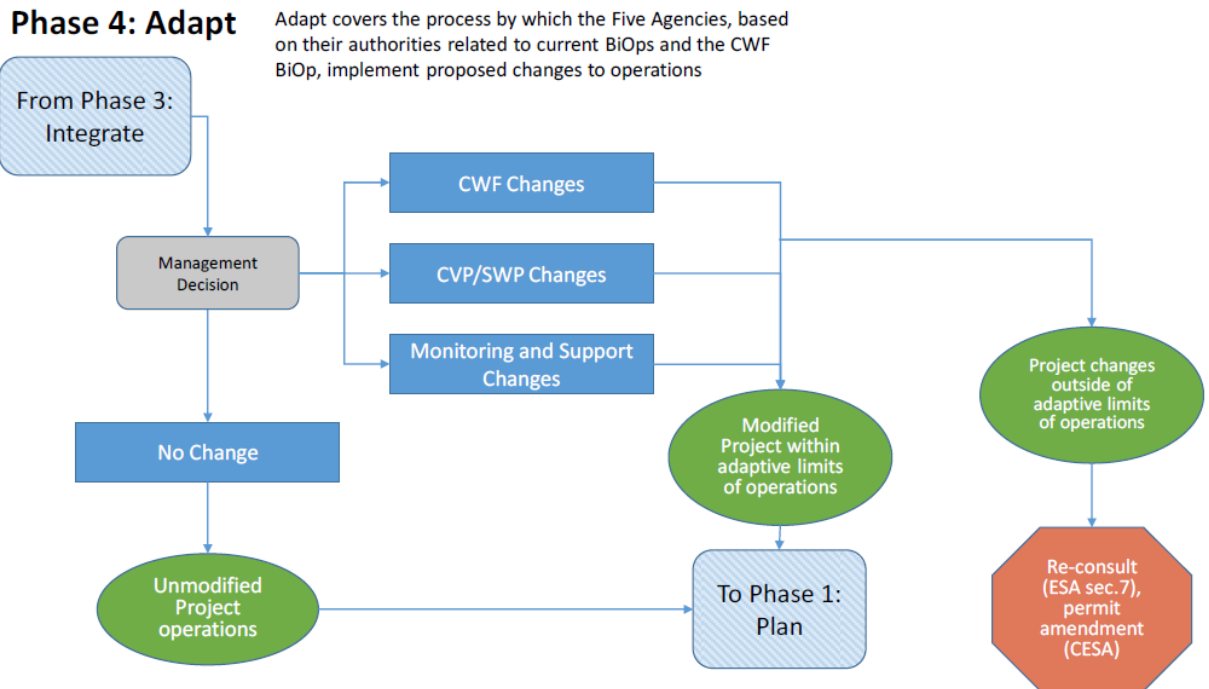 Phase 4: Adapt
Adapt covers the process by which the Five Agencies, based
on their authorities related to current BiOps and the CWF
BiOp, implement proposed changes to operations
From Phase 3:
Integrate
CWF Changes
Management
Decision
CVP/SWP Changes
Monitoring and Support
Changes
Project changes
outside of
adaptive limits
of operations
No Change
Modified
Project within
adaptive limits
of operations
Unmodified
Project
operations
To Phase 1:
Plan
Re-consult
(ESA sec.7),
permit
amendment
(CESA)